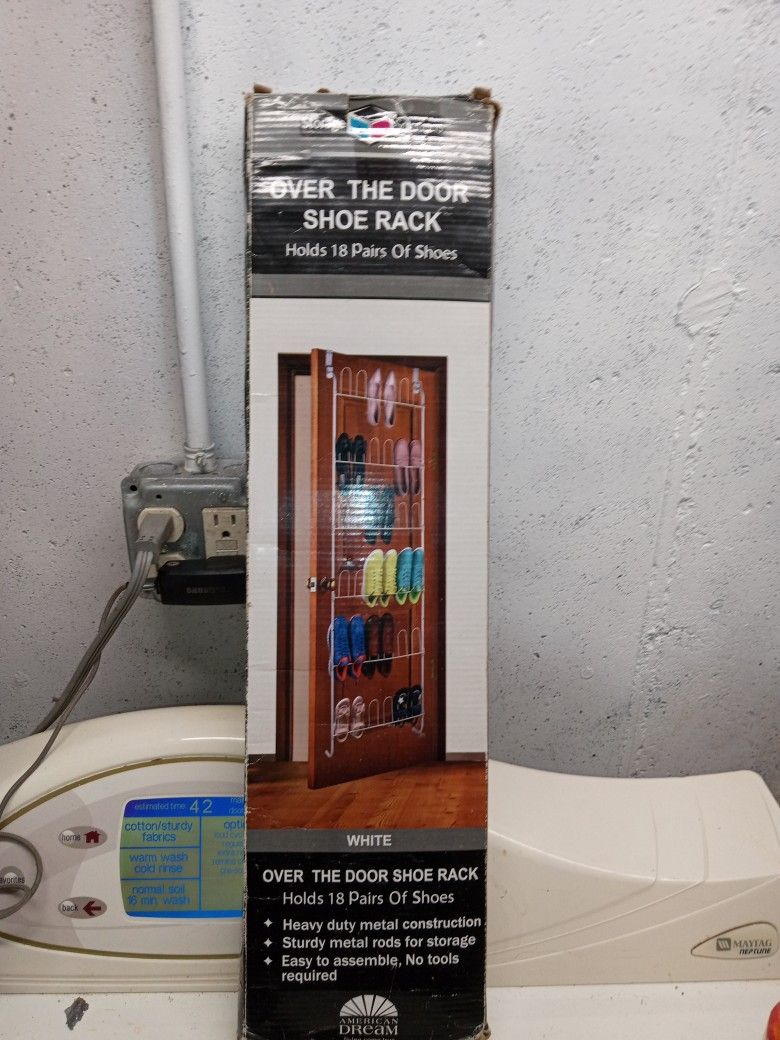 OVER THE DOOR
SHOE RACK
Holds 18 Pairs Of Shoes
SAMSUNG
WHITE
OVER THE DOOR SHOE RACK
Holds 18 Pairs Of Shoes
Heavy duty metal construction
Sturdy metal rods for storage
Easy to assemble, No tools
required
AMERICAN
DREAM
estimated time: 42
cotton/sturdy
fabrics
warm wash
cold rinse
normal soil
16 min. wash
home
back
MAYTAG
NEPTUNE